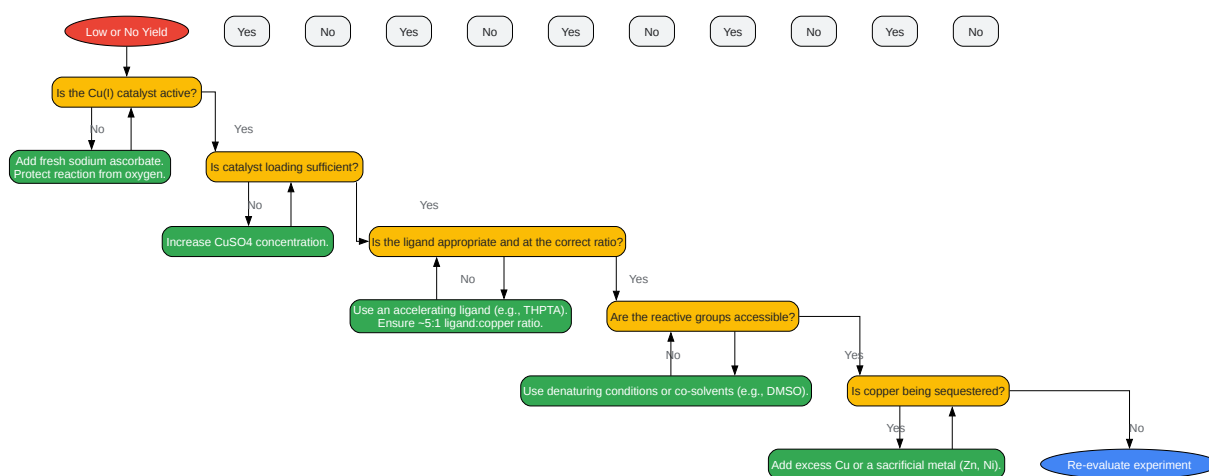 Low or No Yield
Yes
No
Yes
No
Yes
No
Yes
No
Yes
No
Is the Cu(I) catalyst active?
No
Yes
Add fresh sodium ascorbate.
Protect reaction from oxygen.
Is catalyst loading sufficient?
No
Yes
Increase CuSO4 concentration.
Is the ligand appropriate and at the correct ratio?
No
Yes
Use an accelerating ligand (e.g., THPTA).
Ensure ~5:1 ligand:copper ratio.
Are the reactive groups accessible?
No
Yes
Use denaturing conditions or co-solvents (e.g., DMSO).
Is copper being sequestered?
Yes
No
Add excess Cu or a sacrificial metal (Zn, Ni).
Re-evaluate experiment